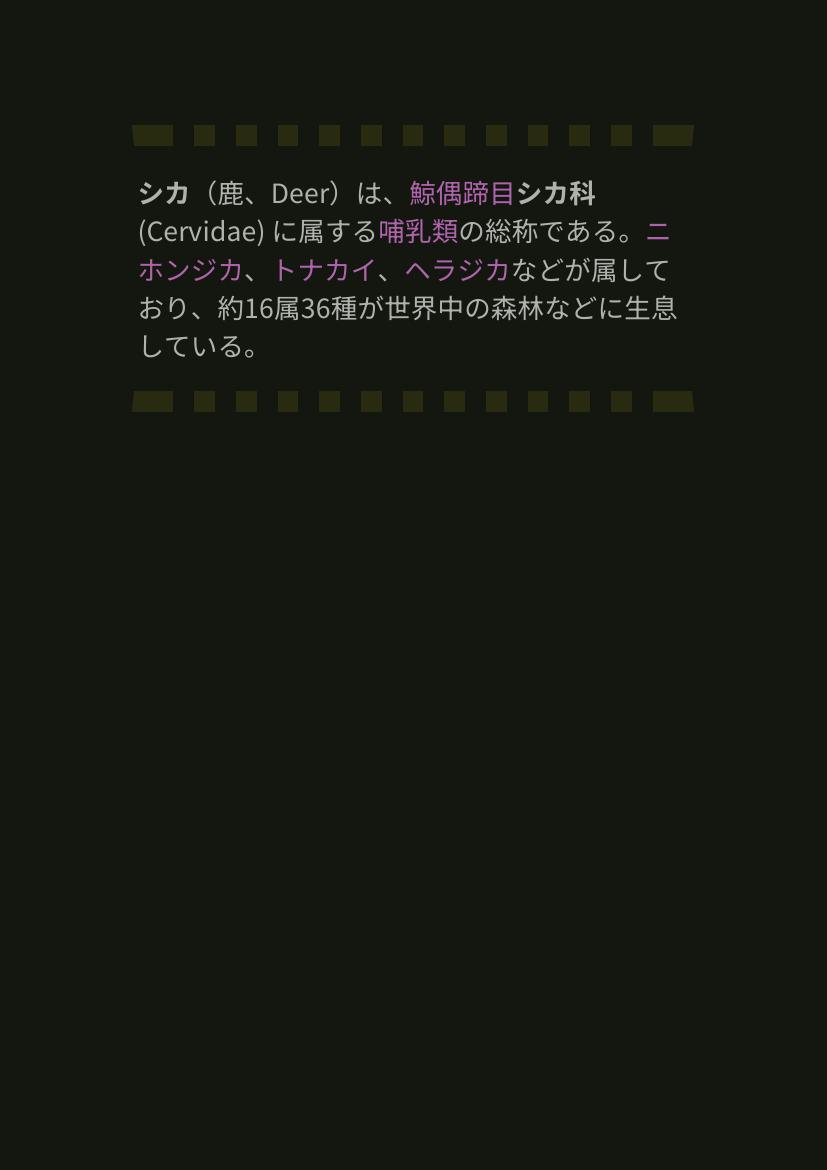 シカ（鹿、Deer）は、鯨偶蹄目シカ科
(Cervidae) に属する哺乳類の総称である。ニ
ホンジカ、トナカイ、ヘラジカなどが属して
おり、約16属36種が世界中の森林などに生息
している。